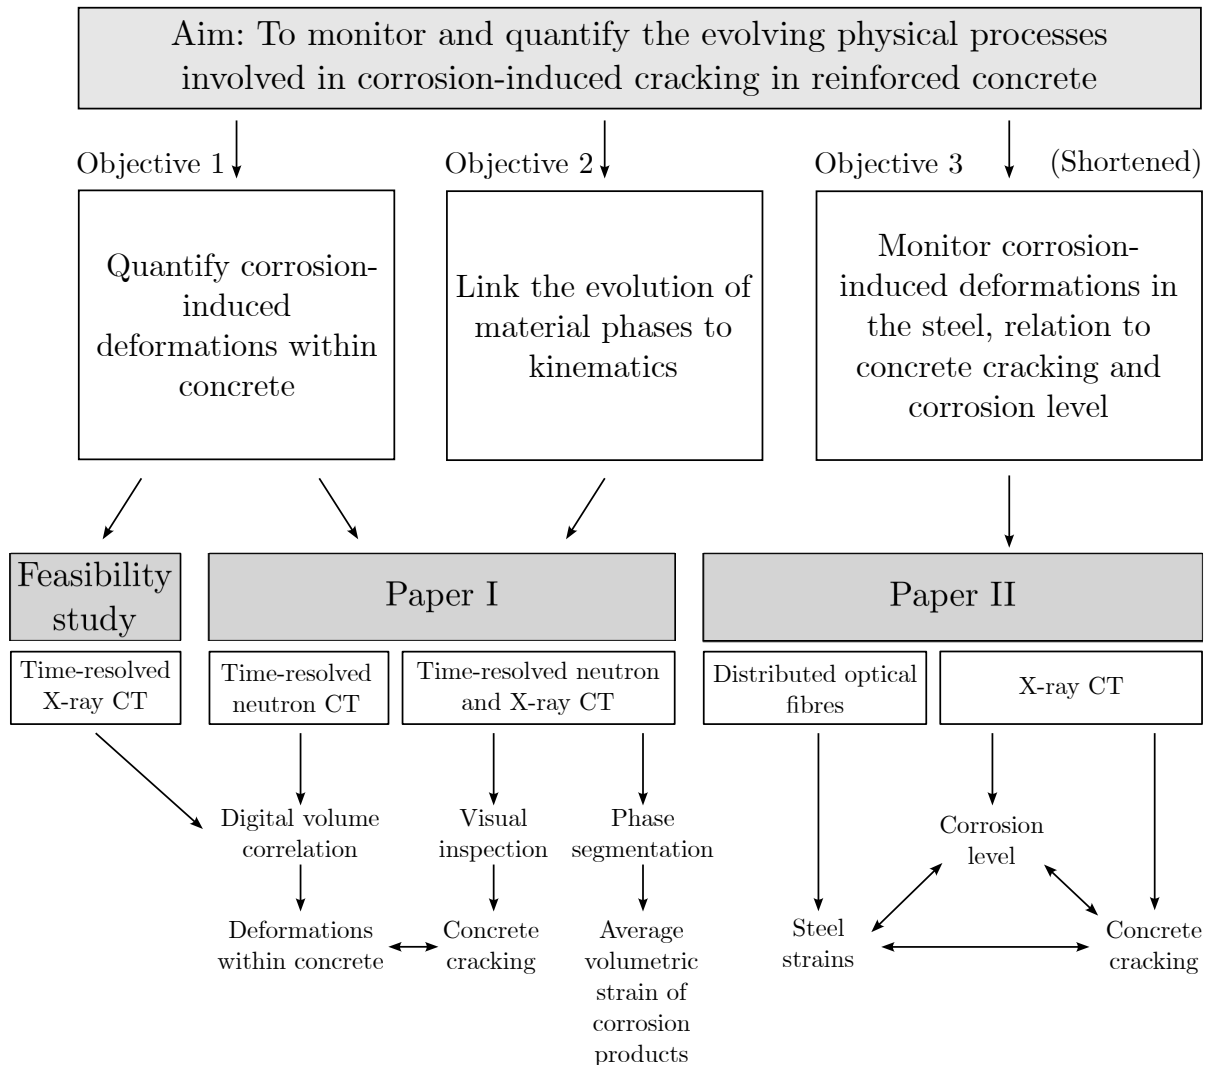 Aim: To monitor and quantify the evolving physical processes
involved in corrosion-induced cracking in reinforced concrete
Objective 1
Objective 2
Objective 3
(Shortened)
Quantify corrosion-
induced
deformations within
concrete
Link the evolution of
material phases to
kinematics
Monitor corrosion-
induced deformations in
the steel, relation to
concrete cracking and
corrosion level
Feasibility
study
Paper I
Paper II
Time-resolved
X-ray CT
Time-resolved
neutron CT
Time-resolved neutron
and X-ray CT
Distributed optical
fibres
X-ray CT
Digital volume
correlation
Visual
inspection
Phase
segmentation
Corrosion
level
Deformations
within concrete
Concrete
cracking
Average
volumetric
strain of
corrosion
products
Steel
strains
Concrete
cracking